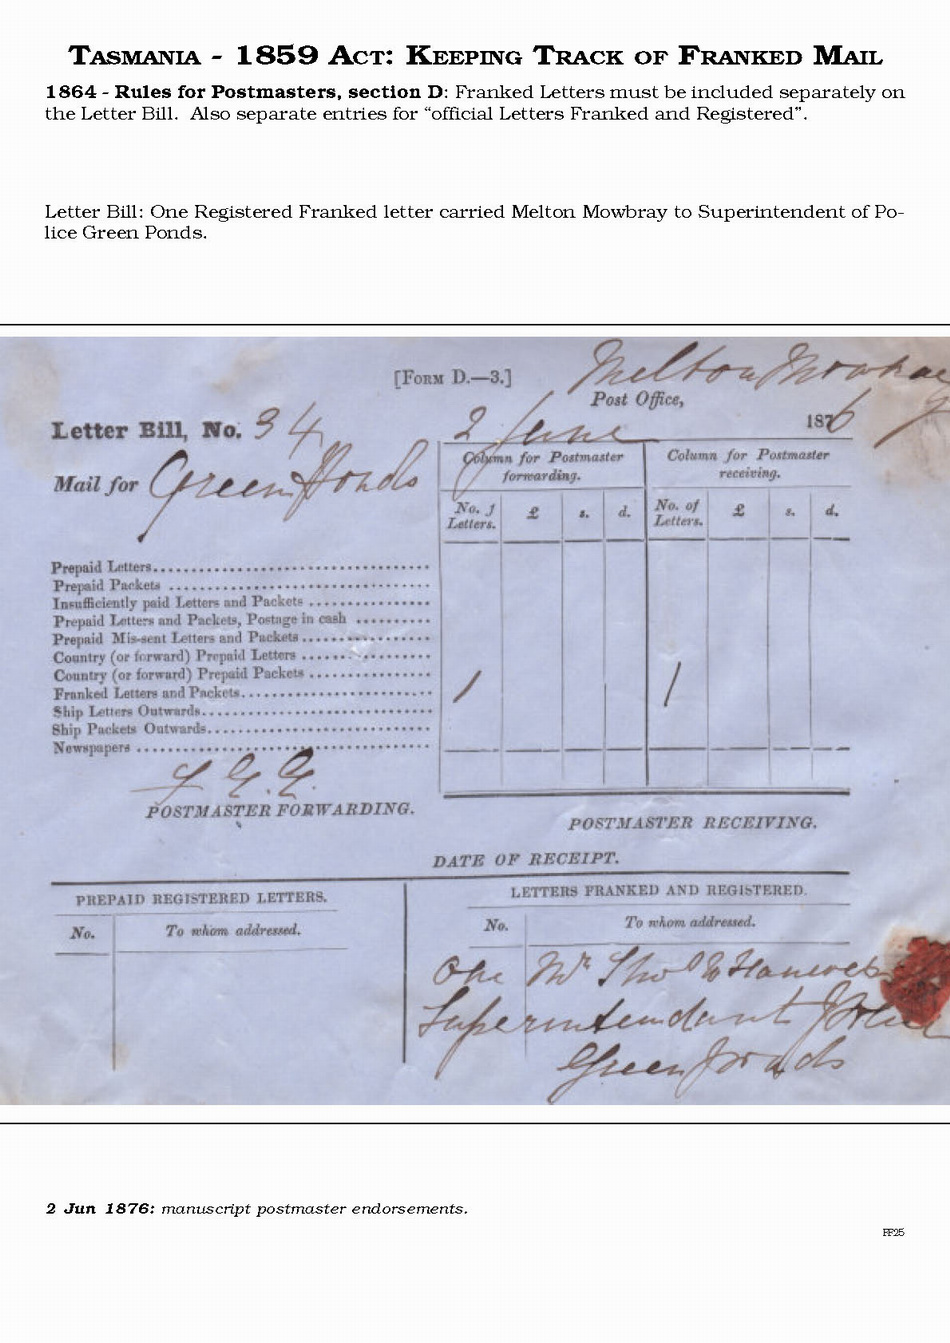 TASMANIA - 1859 ACT: KEEPING TRACK OF FRANKED MAIL
1864 - Rules for Postmasters, section D: Franked Letters must be included separately on
the Letter Bill. Also separate entries for “official Letters Franked and Registered”.
Letter Bill: One Registered Franked letter carried Melton Mowbray to Superintendent of Po-
lice Green Ponds.
[FORM D.—3.]
Melton Mowbray
Post Office,
Letter Bill, No. 34
2 June 1876
Mail for Green Ponds
Column for Postmaster forwarding.
Column for Postmaster receiving.
No. f Letters. £ s. d.
No. of Letters. £ s. d.
Prepaid Letters
Prepaid Packets
Insufficiently paid Letters and Packets
Prepaid Letters and Packets, Postage in cash
Prepaid Mis-sent Letters and Packets
Country (or forward) Prepaid Letters
Country (or forward) Prepaid Packets
Franked Letters and Packets 1 1
Ship Letters Outwards
Ship Packets Outwards
Newspapers
POSTMASTER FORWARDING.
POSTMASTER RECEIVING.
DATE OF RECEIPT.
PREPAID REGISTERED LETTERS.
No. To whom addressed.
LETTERS FRANKED AND REGISTERED.
No. To whom addressed.
One Mr Thos Hancock
Superintendant Police
Green Ponds
2 Jun 1876: manuscript postmaster endorsements.
FF25